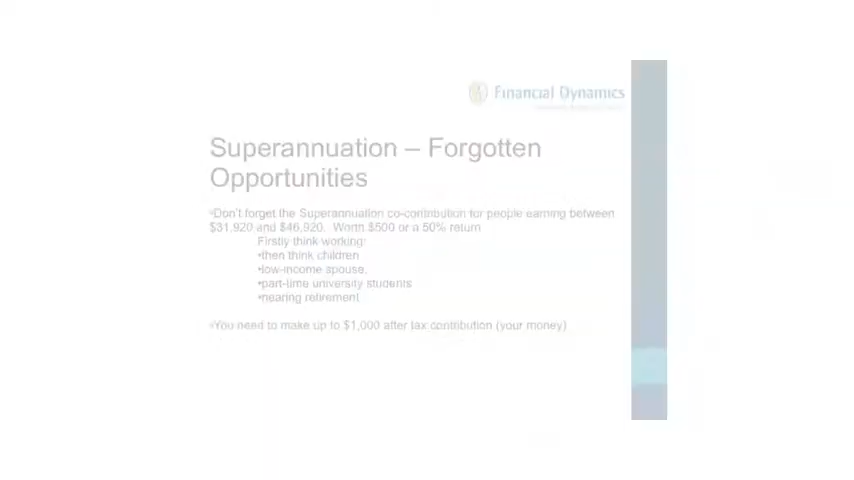 Financial Dynamics
Superannuation – Forgotten
Opportunities
•Don't forget the Superannuation co-contribution for people earning between
$31,920 and $46,920. Worth $500 or a 50% return
Firstly think working:
•then think children
•low-income spouse,
•part-time university students
•nearing retirement
•You need to make up to $1,000 after tax contribution (your money)